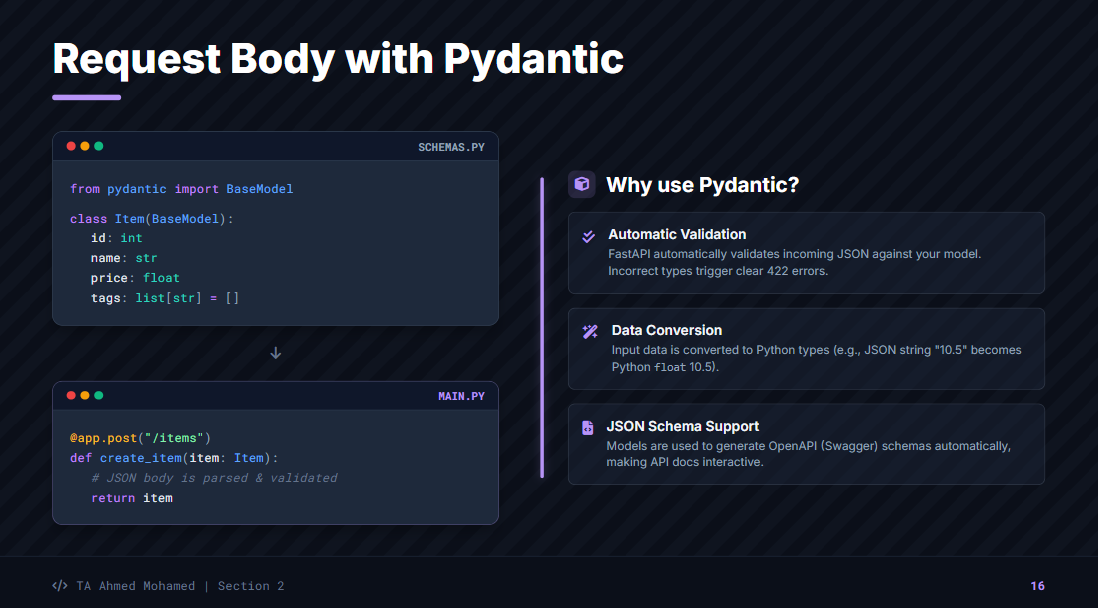 Request Body with Pydantic
SCHEMAS.PY
from pydantic import BaseModel
class Item(BaseModel):
    id: int
    name: str
    price: float
    tags: list[str] = []
MAIN.PY
@app.post("/items")
def create_item(item: Item):
    # JSON body is parsed & validated
    return item
Why use Pydantic?
Automatic Validation
FastAPI automatically validates incoming JSON against your model.
Incorrect types trigger clear 422 errors.
Data Conversion
Input data is converted to Python types (e.g., JSON string "10.5" becomes
Python float 10.5).
JSON Schema Support
Models are used to generate OpenAPI (Swagger) schemas automatically,
making API docs interactive.
TA Ahmed Mohamed | Section 2
16